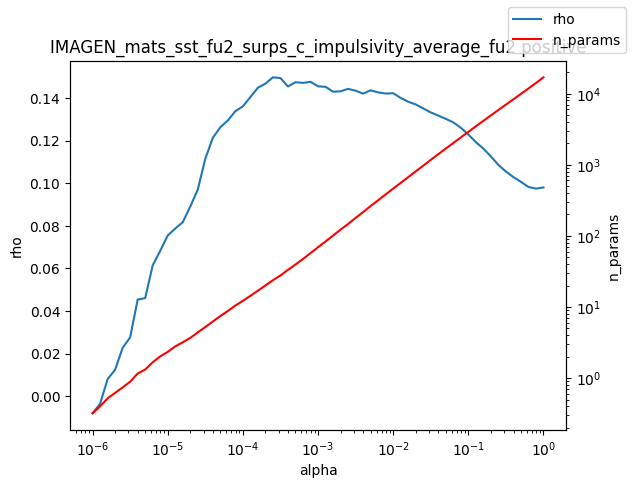 rho
n_params
IMAGEN_mats_sst_fu2_surps_c_impulsivity_average_fu2 positive
0.14
0.12
0.10
0.08
0.06
0.04
0.02
0.00
rho
10⁴
10³
10²
10¹
10⁰
n_params
10⁻⁶ 10⁻⁵ 10⁻⁴ 10⁻³ 10⁻² 10⁻¹ 10⁰
alpha